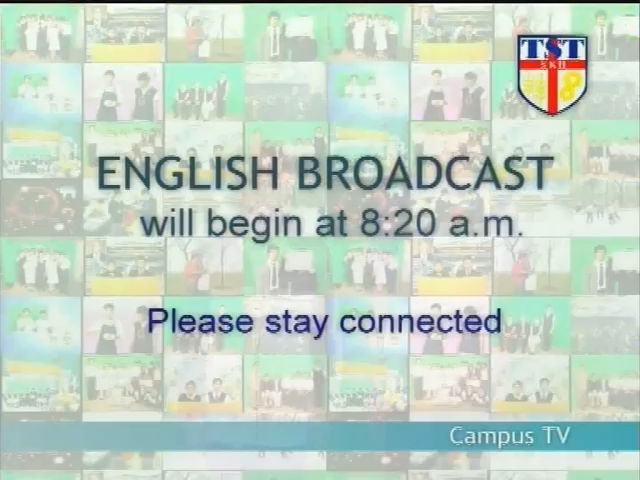 TST
SKH
ENGLISH BROADCAST
will begin at 8:20 a.m.
Please stay connected
Campus TV